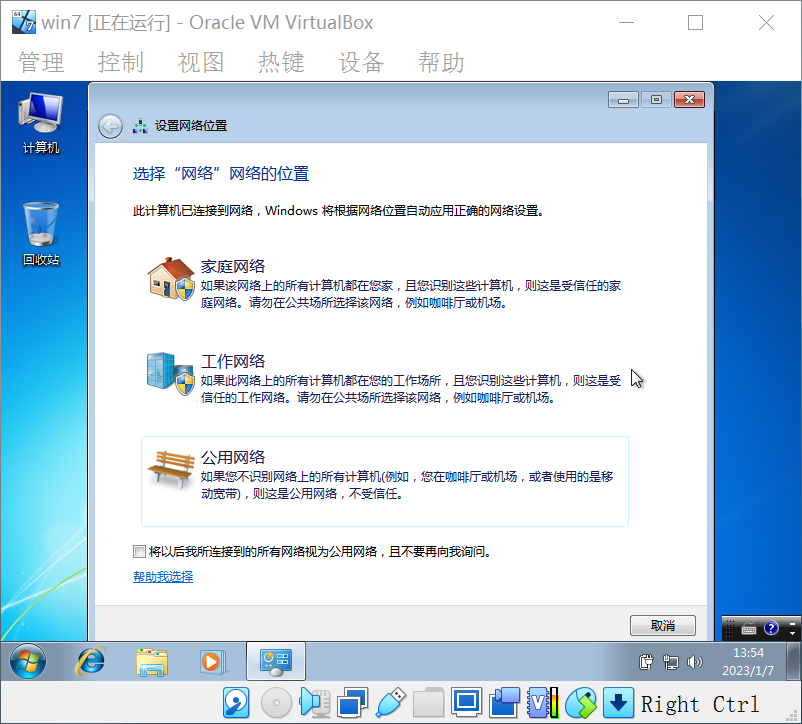 win7 [正在运行] - Oracle VM VirtualBox
管理 控制 视图 热键 设备 帮助
计算机
回收站
设置网络位置
选择“网络”网络的位置
此计算机已连接到网络，Windows 将根据网络位置自动应用正确的网络设置。
家庭网络
如果该网络上的所有计算机都在您家，且您识别这些计算机，则这是受信任的家
庭网络。请勿在公共场所选择该网络，例如咖啡厅或机场。
工作网络
如果此网络上的所有计算机都在您的工作场所，且您识别这些计算机，则这是受
信任的工作网络。请勿在公共场所选择该网络，例如咖啡厅或机场。
公用网络
如果您不识别网络上的所有计算机(例如，您在咖啡厅或机场，或者使用的是移
动宽带)，则这是公用网络，不受信任。
将以后我所连接到的所有网络视为公用网络，且不要再向我询问。
帮助我选择
取消
13:54
2023/1/7
Right Ctrl